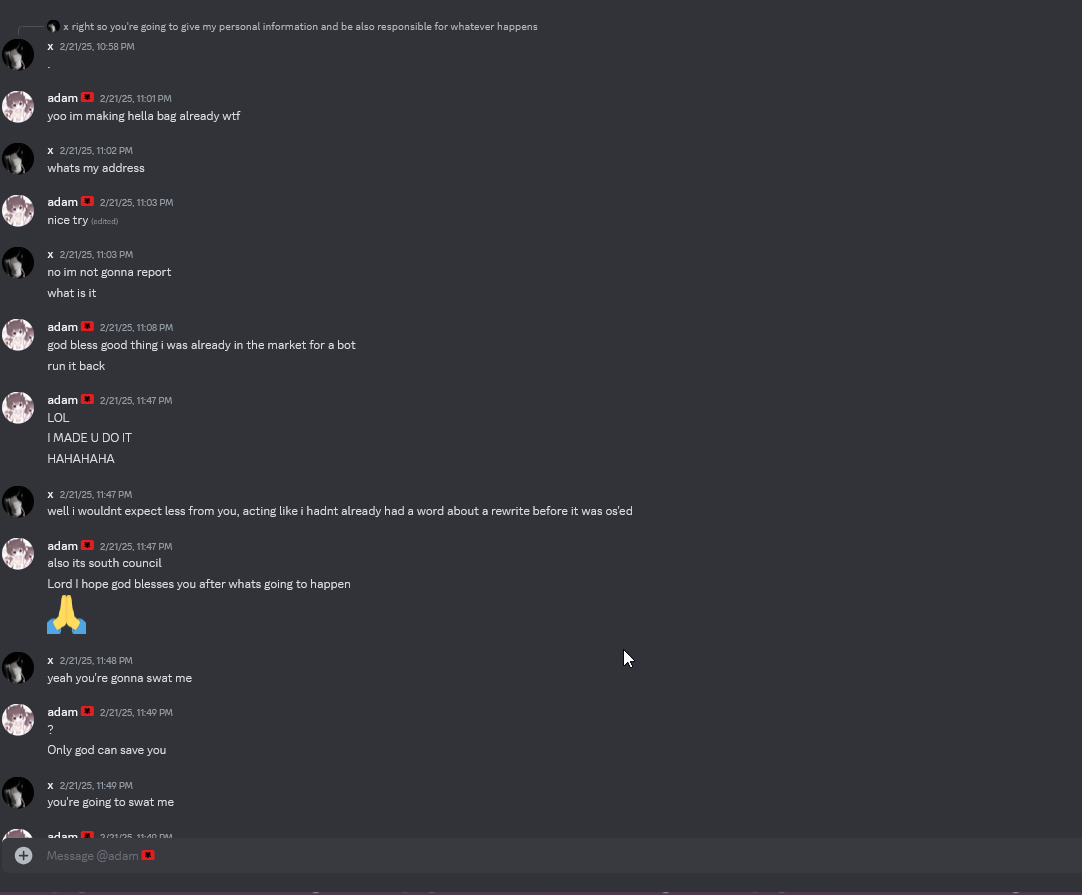 x right so you're going to give my personal information and be also responsible for whatever happens
x 2/21/25, 10:58 PM
.
adam 2/21/25, 11:01 PM
yoo im making hella bag already wtf
x 2/21/25, 11:02 PM
whats my address
adam 2/21/25, 11:03 PM
nice try (edited)
x 2/21/25, 11:03 PM
no im not gonna report
what is it
adam 2/21/25, 11:08 PM
god bless good thing i was already in the market for a bot
run it back
adam 2/21/25, 11:47 PM
LOL
I MADE U DO IT
HAHAHAHA
x 2/21/25, 11:47 PM
well i wouldnt expect less from you, acting like i hadnt already had a word about a rewrite before it was os'ed
adam 2/21/25, 11:47 PM
also its south council
Lord I hope god blesses you after whats going to happen
x 2/21/25, 11:48 PM
yeah you're gonna swat me
adam 2/21/25, 11:49 PM
?
Only god can save you
x 2/21/25, 11:49 PM
you're going to swat me
adam 2/21/25, 11:49 PM
Message @adam